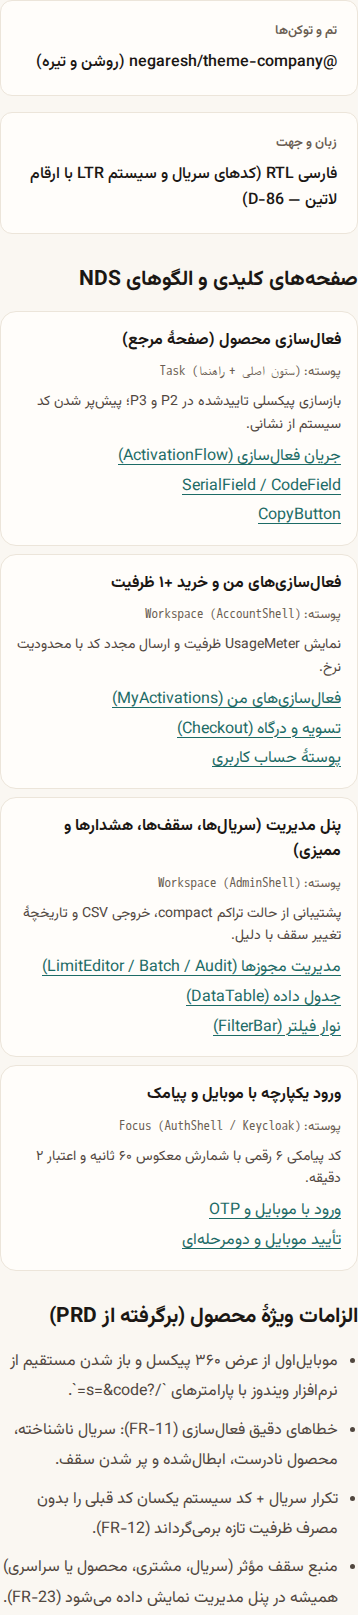 تم و توکن‌ها
@negaresh/theme-company (روشن و تیره)
زبان و جهت
فارسی RTL (کدهای سریال و سیستم LTR با ارقام
لاتین — D-86)
صفحه‌های کلیدی و الگوهای NDS
فعال‌سازی محصول (صفحهٔ مرجع)
پوسته: Task (ستون اصلی + راهنما)
بازسازی پیکسلی تاییدشده در P2 و P3؛ پیش‌پر شدن کد
سیستم از نشانی.
جریان فعال‌سازی (ActivationFlow)
SerialField / CodeField
CopyButton
فعال‌سازی‌های من و خرید +۱ ظرفیت
پوسته: Workspace (AccountShell)
نمایش UsageMeter ظرفیت و ارسال مجدد کد با محدودیت
نرخ.
فعال‌سازی‌های من (MyActivations)
تسویه و درگاه (Checkout)
پوستهٔ حساب کاربری
پنل مدیریت (سریال‌ها، سقف‌ها، هشدارها و
ممیزی)
پوسته: Workspace (AdminShell)
پشتیبانی از حالت تراکم compact، خروجی CSV و تاریخچهٔ
تغییر سقف با دلیل.
مدیریت مجوزها (LimitEditor / Batch / Audit)
جدول داده (DataTable)
نوار فیلتر (FilterBar)
ورود یکپارچه با موبایل و پیامک
پوسته: Focus (AuthShell / Keycloak)
کد پیامکی ۶ رقمی با شمارش معکوس ۶۰ ثانیه و اعتبار ۲
دقیقه.
ورود با موبایل و OTP
تأیید موبایل و دومرحله‌ای
الزامات ویژهٔ محصول (برگرفته از PRD)
• موبایل‌اول از عرض ۳۶۰ پیکسل و باز شدن مستقیم از
نرم‌افزار ویندوز با پارامترهای `/?s=&code=`.
• خطاهای دقیق فعال‌سازی (FR-11): سریال ناشناخته،
محصول نادرست، ابطال‌شده و پر شدن سقف.
• تکرار سریال + کد سیستم یکسان کد قبلی را بدون
مصرف ظرفیت تازه برمی‌گرداند (FR-12).
• منبع سقف مؤثر (سریال، مشتری، محصول یا سراسری)
همیشه در پنل مدیریت نمایش داده می‌شود (FR-23).